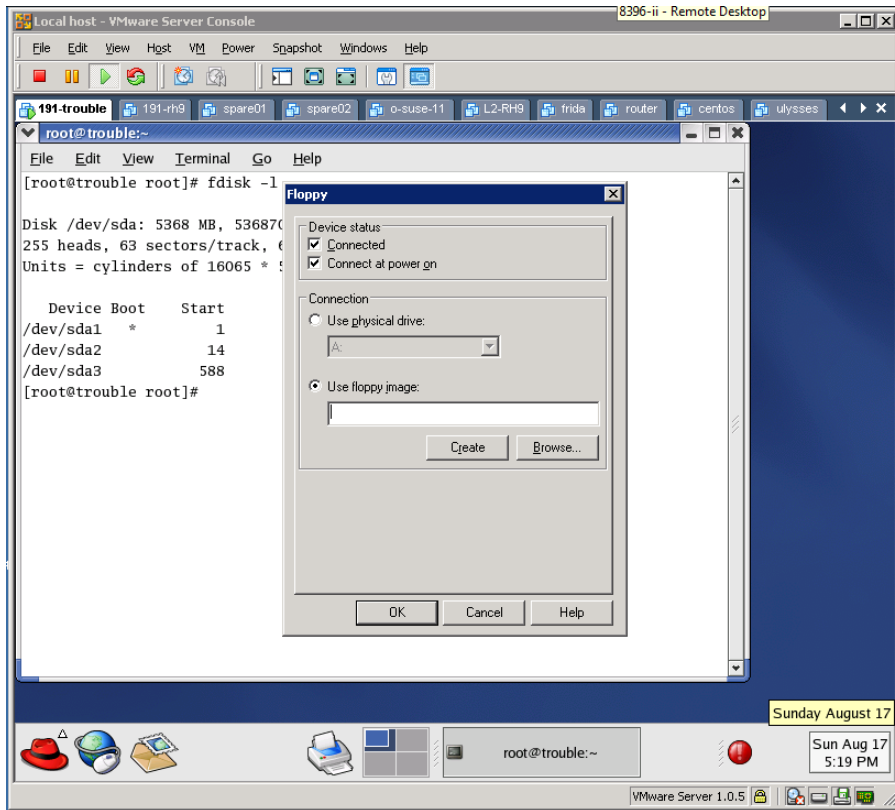 8396-ii - Remote Desktop
Local host - VMware Server Console
File Edit View Host VM Power Snapshot Windows Help
191-trouble 191-rh9 spare01 spare02 o-suse-11 L2-RH9 frida router centos ulysses
root@trouble:~
File Edit View Terminal Go Help
[root@trouble root]# fdisk -l
Disk /dev/sda: 5368 MB, 53687
255 heads, 63 sectors/track,
Units = cylinders of 16065 *
Device Boot Start
/dev/sda1 * 1
/dev/sda2 14
/dev/sda3 588
[root@trouble root]#
Floppy
Device status
Connected
Connect at power on
Connection
Use physical drive:
A:
Use floppy image:
Create Browse...
OK Cancel Help
Sunday August 17
root@trouble:~
Sun Aug 17
5:19 PM
VMware Server 1.0.5